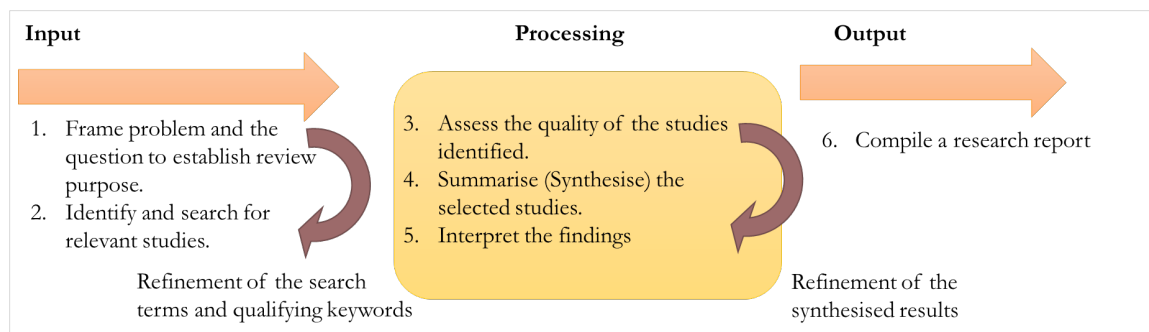 Input
1. Frame problem and the
question to establish review
purpose.
2. Identify and search for
relevant studies.
Refinement of the search
terms and qualifying keywords
Processing
3. Assess the quality of the studies
identified.
4. Summarise (Synthesise) the
selected studies.
5. Interpret the findings
Refinement of the
synthesised results
Output
6. Compile a research report